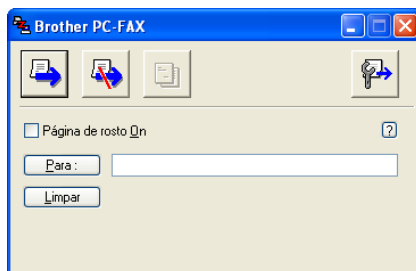 Brother PC-FAX
Página de rosto On
?
Para :
Limpar